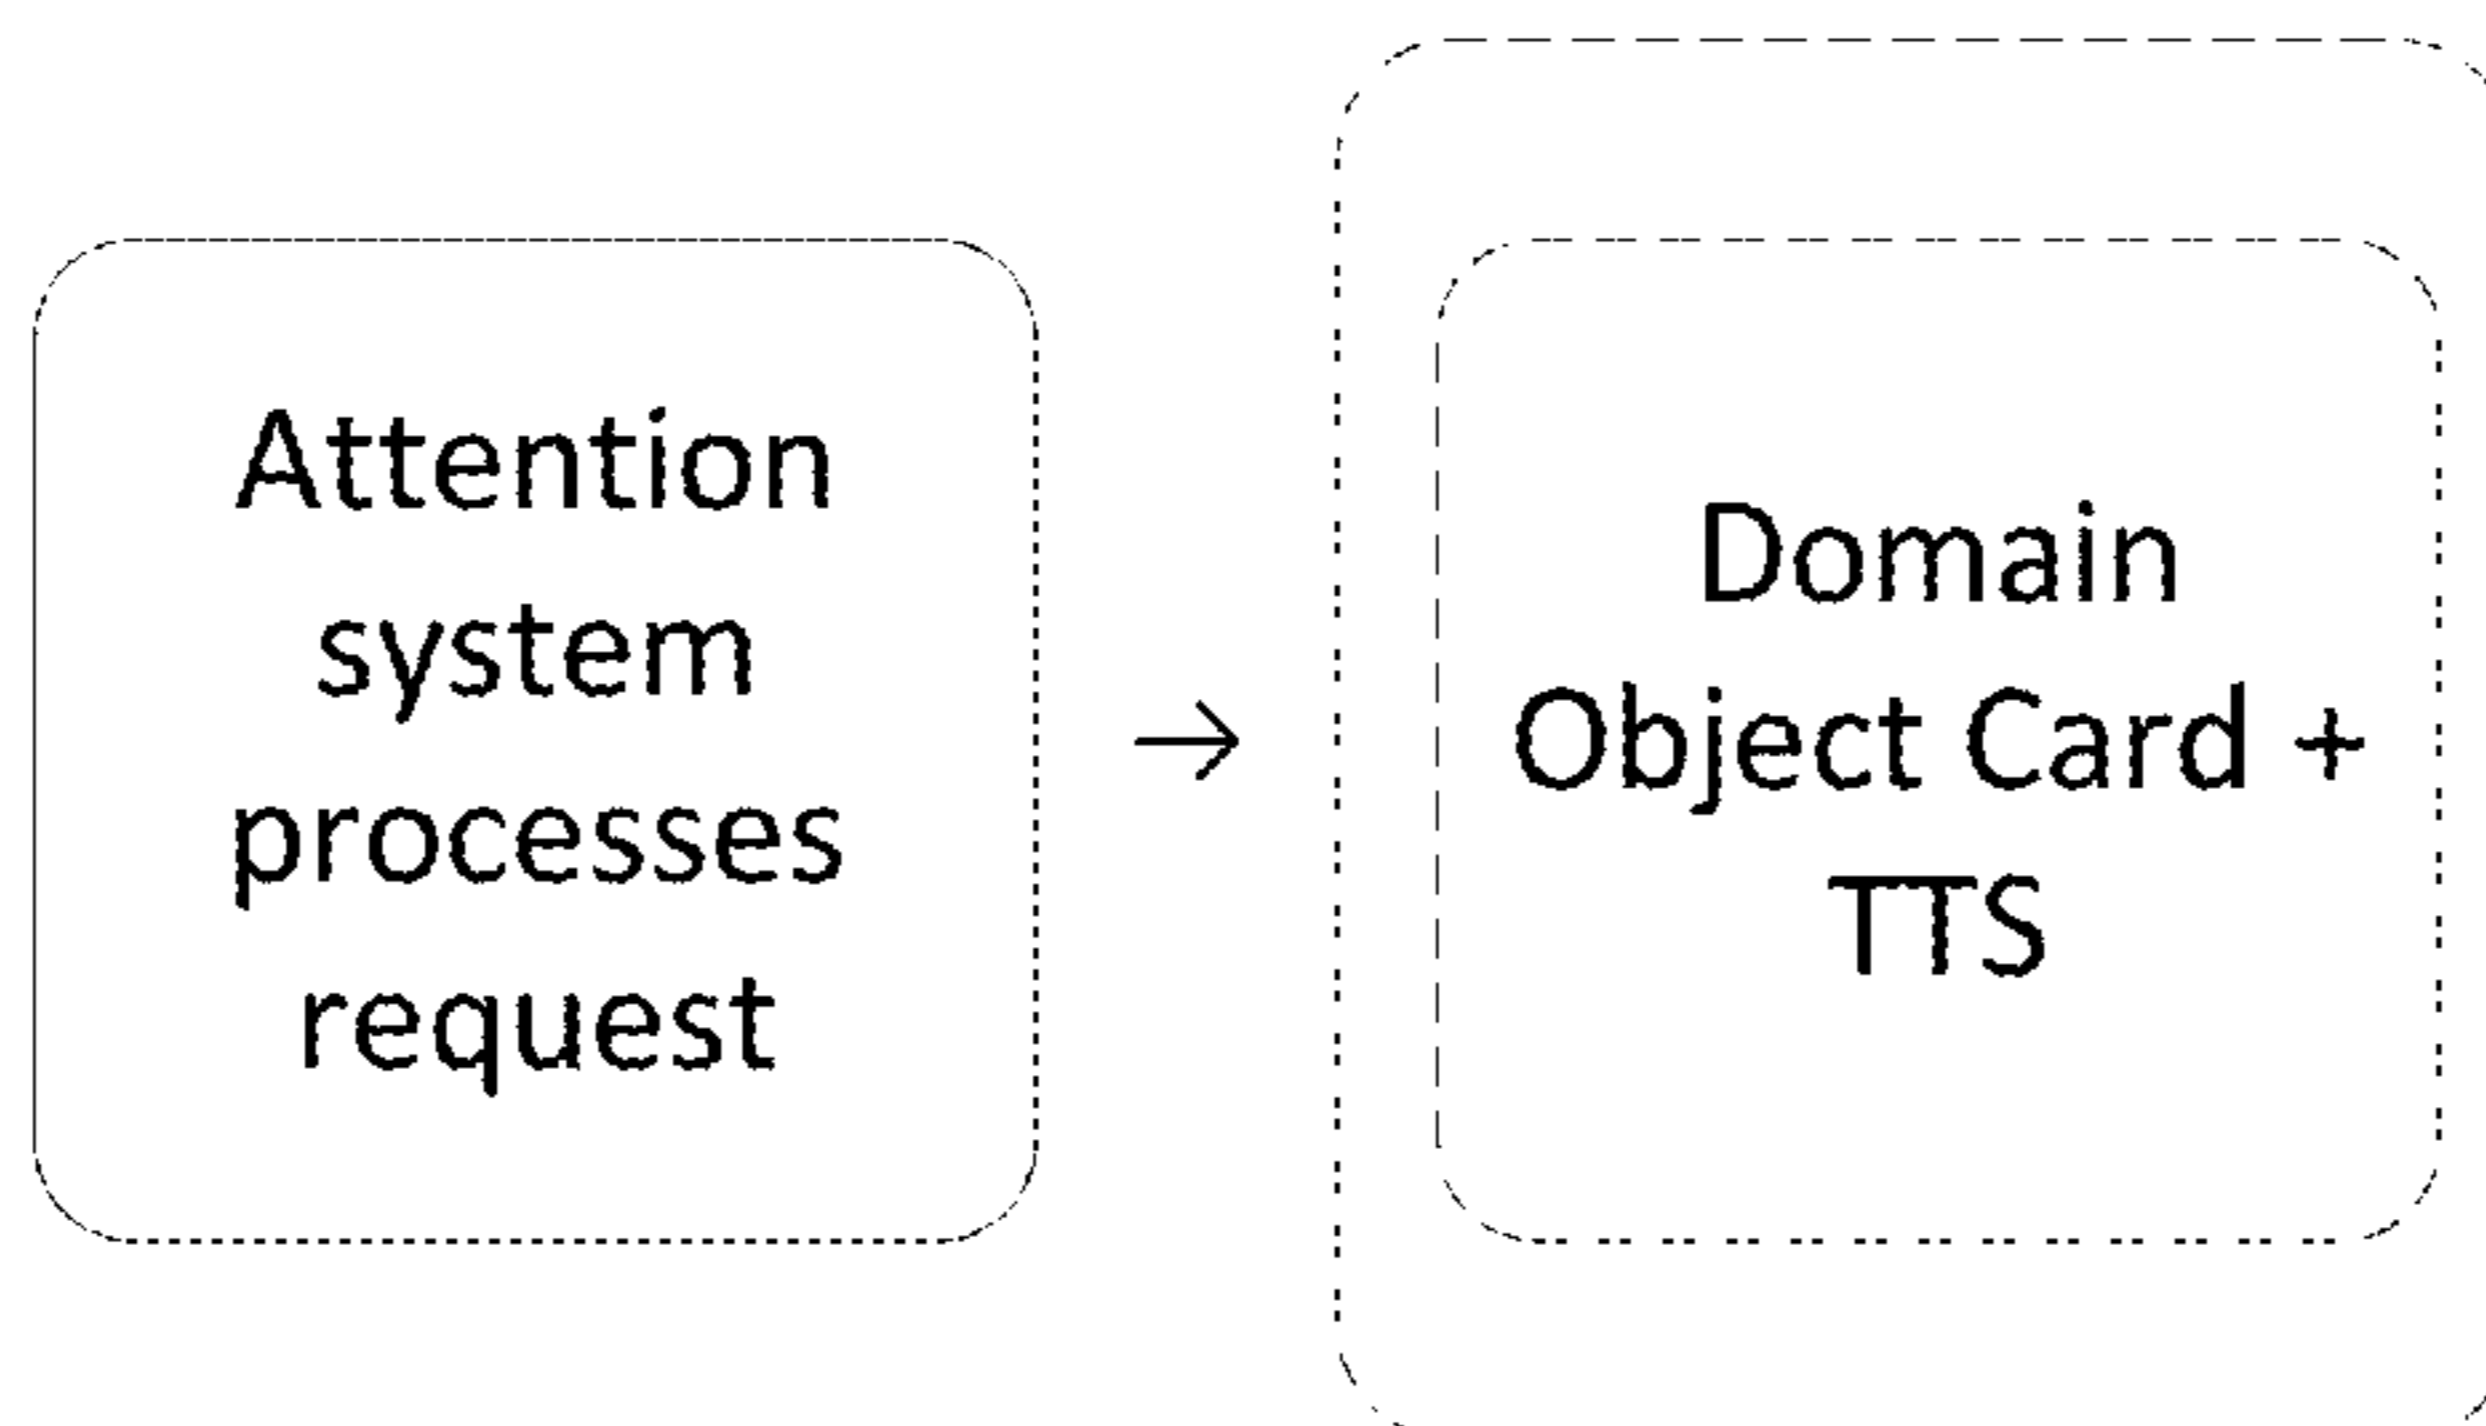 Attention
system
processes
request
→
Domain
Object Card +
TTS